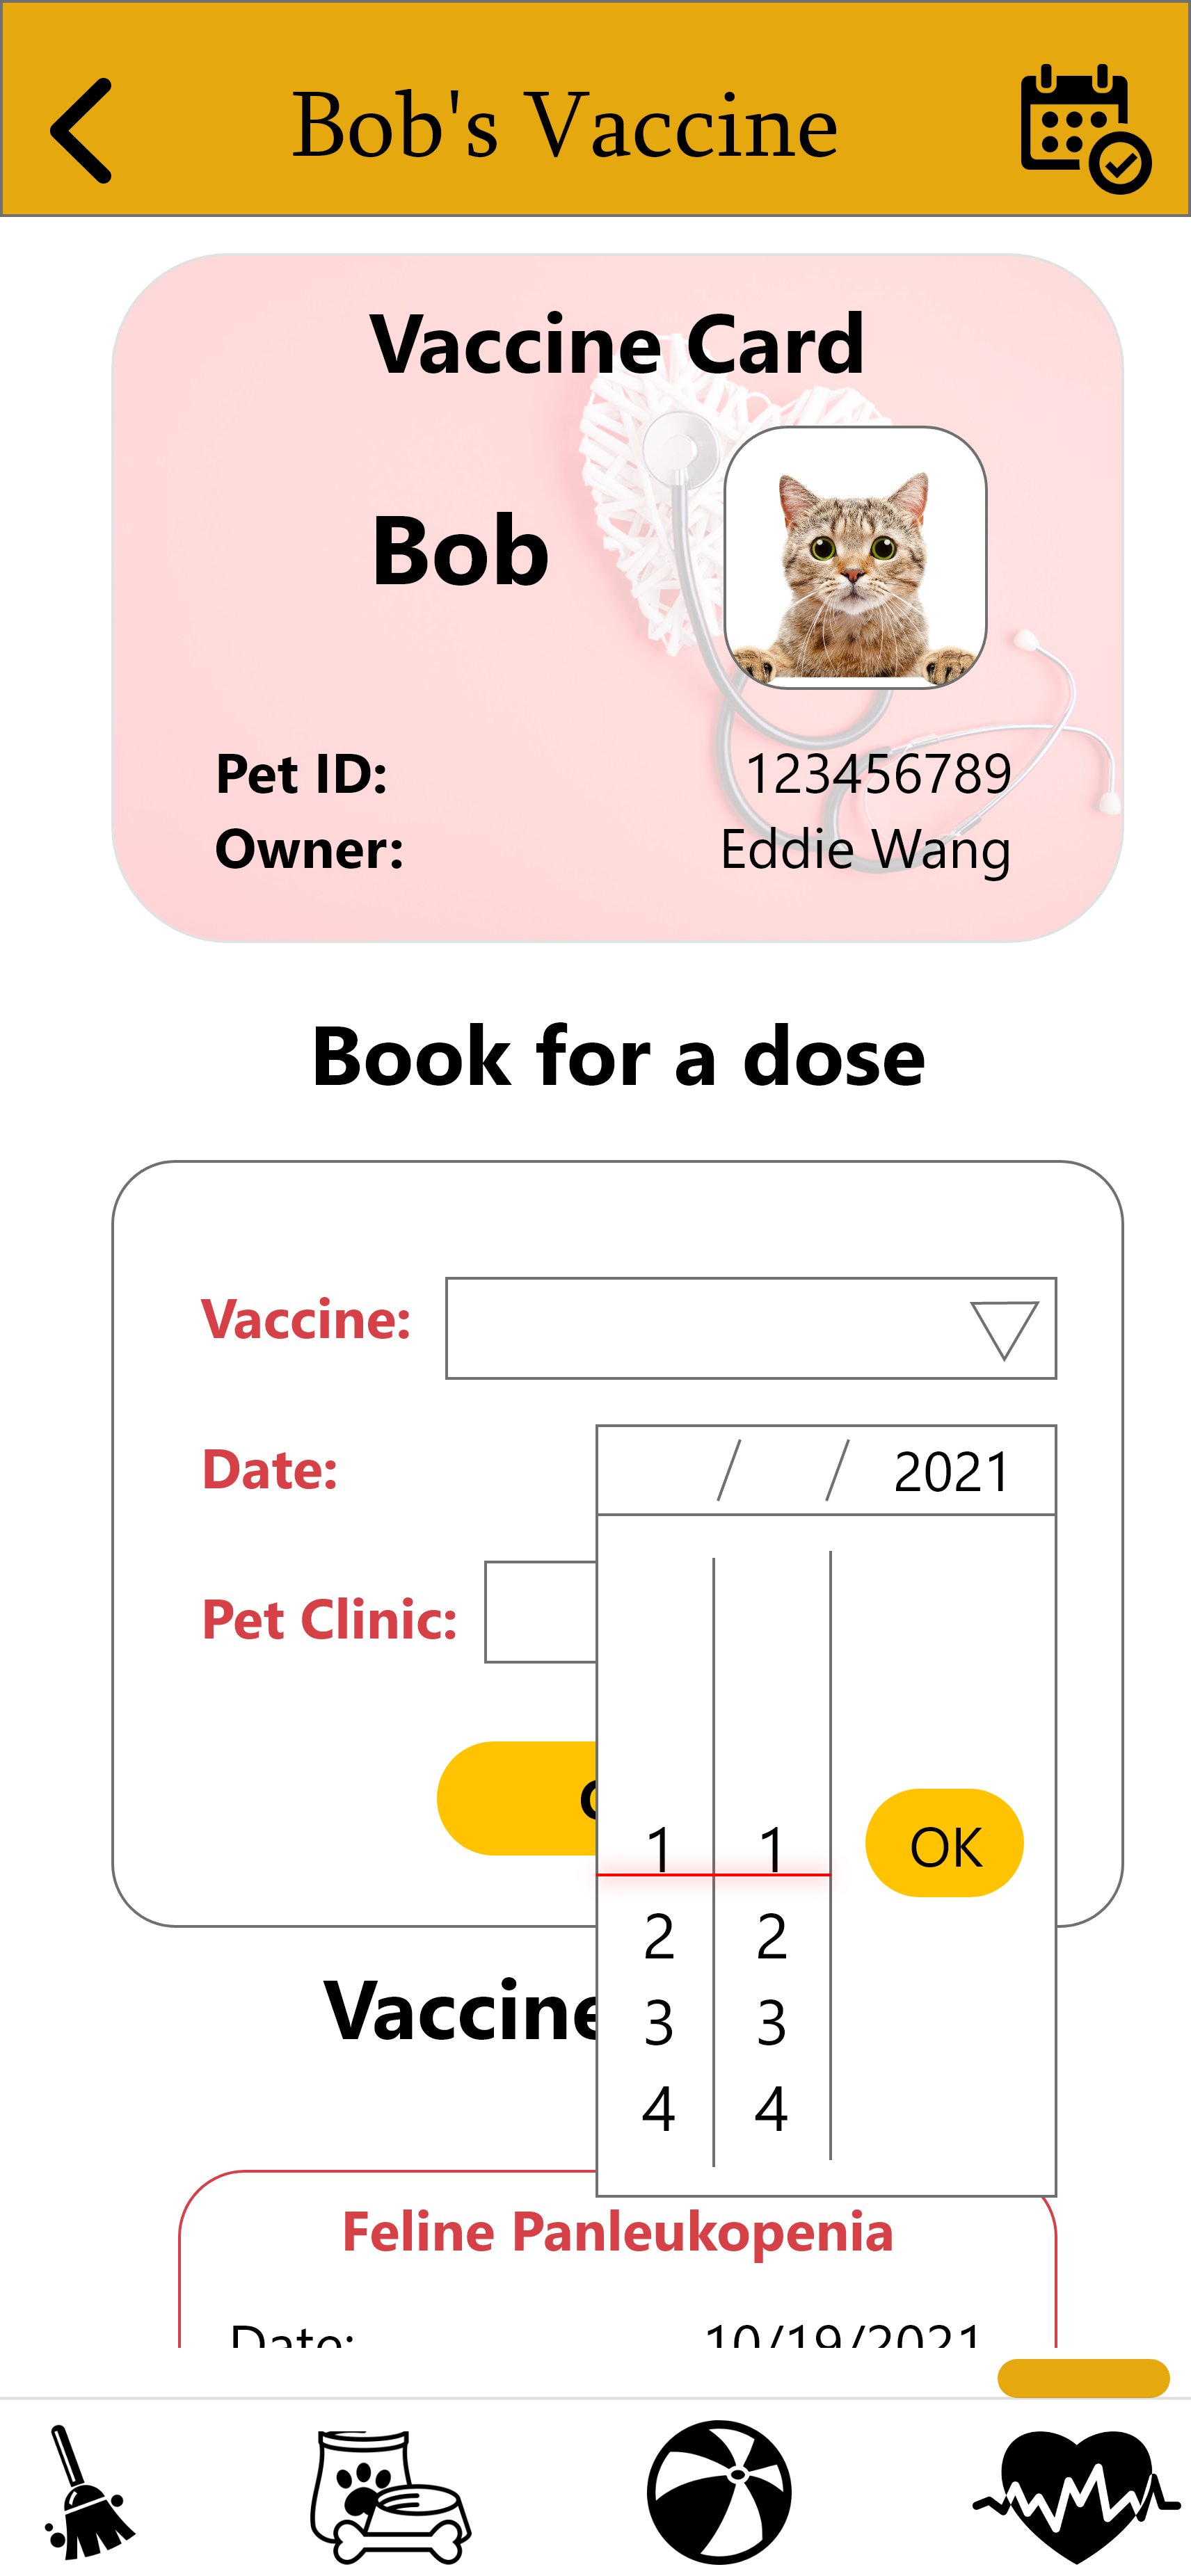 Bob's Vaccine
Vaccine Card
Bob
Pet ID: 123456789
Owner: Eddie Wang
Book for a dose
Vaccine:
Date: / / 2021
Pet Clinic:
1 1
OK
2 2
3 3
4 4
Vaccine
Feline Panleukopenia
Date: 10/19/2021